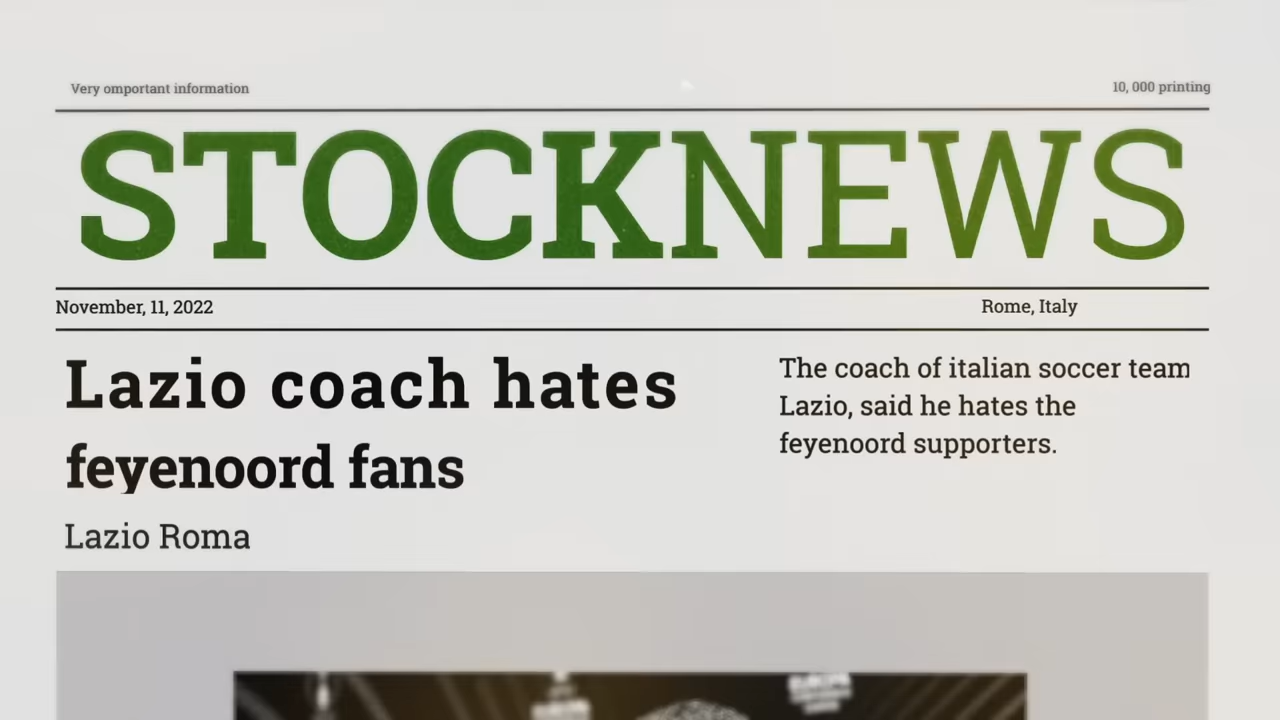 Very omportant information
10, 000 printing
STOCKNEWS
November, 11, 2022
Rome, Italy
Lazio coach hates
feyenoord fans
Lazio Roma
The coach of italian soccer team
Lazio, said he hates the
feyenoord supporters.
EUROPA